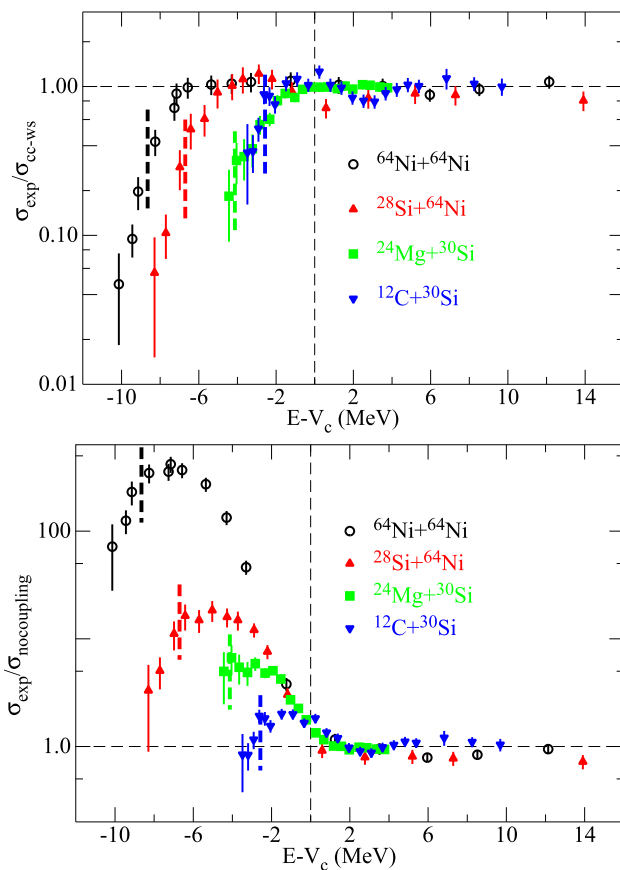 σexp/σcc-ws
1.00
0.10
0.01
⁶⁴Ni+⁶⁴Ni
²⁸Si+⁶⁴Ni
²⁴Mg+³⁰Si
¹²C+³⁰Si
-10 -6 -2 2 6 10 14
E-Vc (MeV)
σexp/σnocoupling
100
1.0
⁶⁴Ni+⁶⁴Ni
²⁸Si+⁶⁴Ni
²⁴Mg+³⁰Si
¹²C+³⁰Si
-10 -6 -2 2 6 10 14
E-Vc (MeV)